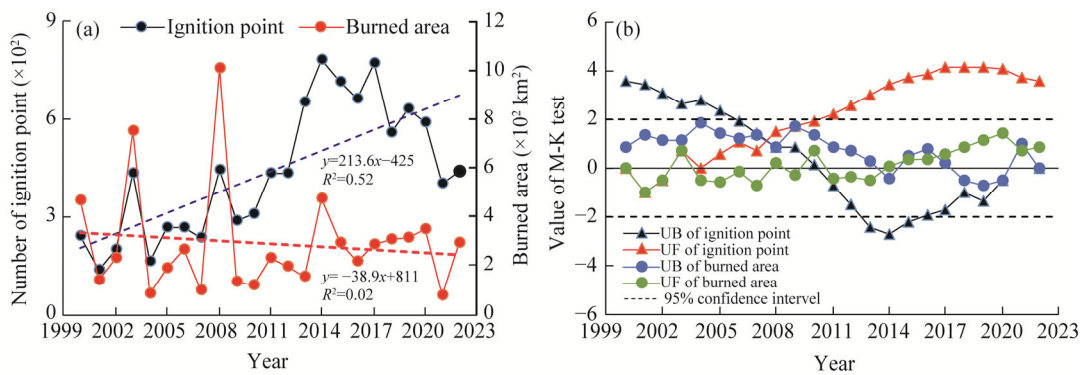 (a)
Ignition point
Burned area
Number of ignition point (×10²)
9
6
3
0
12
10
8
6
4
2
0
Burned area (×10² km²)
y=213.6x−425
R²=0.52
y= −38.9x+811
R²=0.02
1999 2002 2005 2008 2011 2014 2017 2020 2023
Year
(b)
Value of M-K test
6
4
2
0
−2
−4
−6
UB of ignition point
UF of ignition point
UB of burned area
UF of burned area
95% confidence intervel
1999 2002 2005 2008 2011 2014 2017 2020 2023
Year